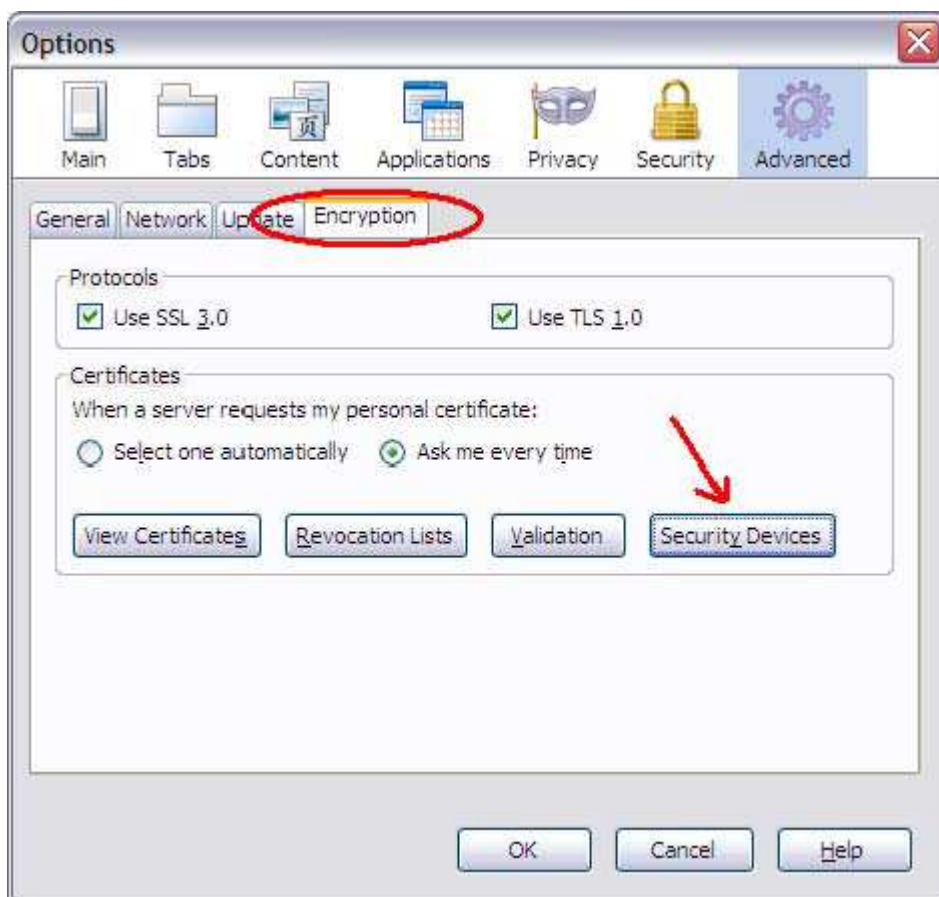 Options
Main Tabs Content Applications Privacy Security Advanced
页
General Network Update Encryption
Protocols
Use SSL 3.0 Use TLS 1.0
Certificates
When a server requests my personal certificate:
Select one automatically Ask me every time
View Certificates Revocation Lists Validation Security Devices
OK Cancel Help